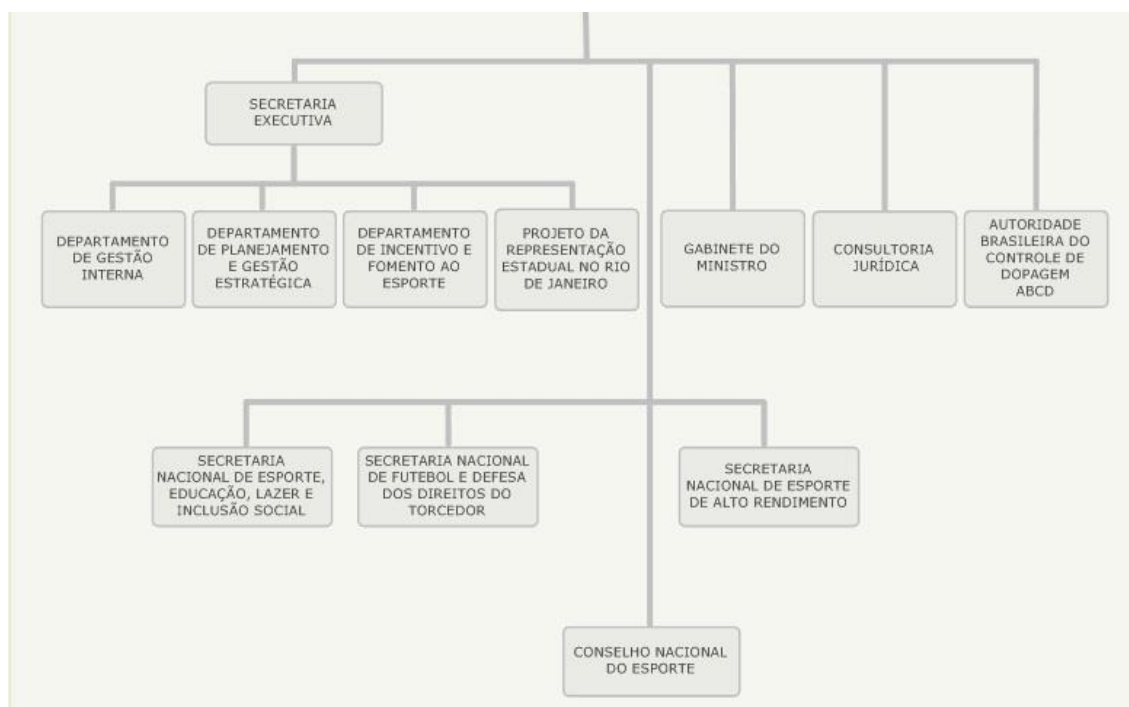 SECRETARIA
EXECUTIVA
DEPARTAMENTO
DE GESTÃO
INTERNA
DEPARTAMENTO
DE PLANEJAMENTO
E GESTÃO
ESTRATÉGICA
DEPARTAMENTO
DE INCENTIVO E
FOMENTO AO
ESPORTE
PROJETO DA
REPRESENTAÇÃO
ESTADUAL NO RIO
DE JANEIRO
GABINETE DO
MINISTRO
CONSULTORIA
JURÍDICA
AUTORIDADE
BRASILEIRA DO
CONTROLE DE
DOPAGEM
ABCD
SECRETARIA
NACIONAL DE ESPORTE,
EDUCAÇÃO, LAZER E
INCLUSÃO SOCIAL
SECRETARIA NACIONAL
DE FUTEBOL E DEFESA
DOS DIREITOS DO
TORCEDOR
SECRETARIA
NACIONAL DE ESPORTE
DE ALTO RENDIMENTO
CONSELHO NACIONAL
DO ESPORTE